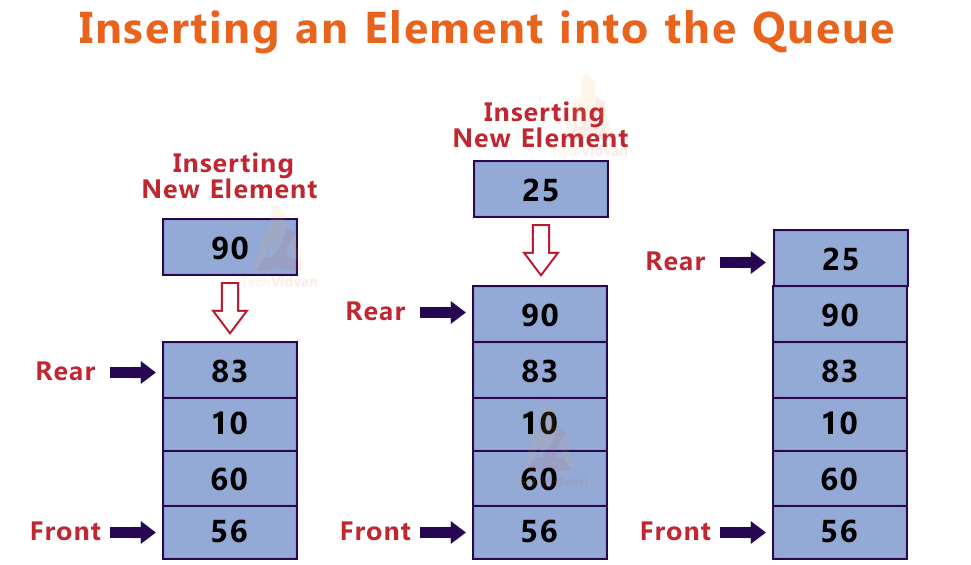 Inserting an Element into the Queue
Inserting
New Element
90
Rear
83
10
60
Front
56
TechVidvan
Inserting
New Element
25
Rear
90
83
10
60
Front
56
Rear
25
90
83
10
60
Front
56